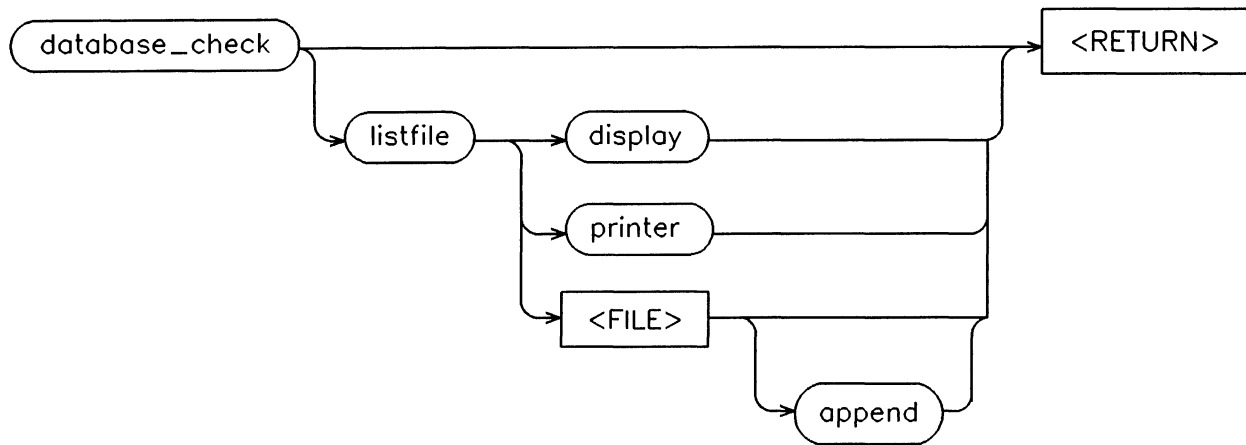 database_check
<RETURN>
listfile
display
printer
<FILE>
append